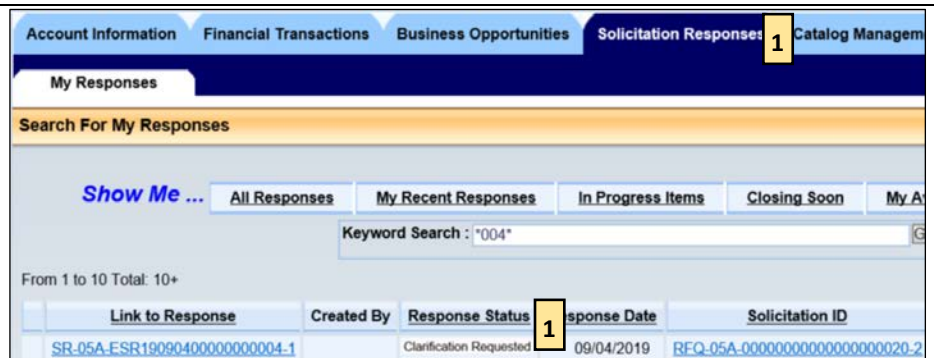 Account Information Financial Transactions Business Opportunities Solicitation Responses 1 Catalog Managem
My Responses
Search For My Responses
Show Me ... All Responses My Recent Responses In Progress Items Closing Soon My A
Keyword Search : *004* G
From 1 to 10 Total: 10+
Link to Response Created By Response Status 1 sponse Date Solicitation ID
SR-05A-ESR19090400000000004-1 Clarification Requested 09/04/2019 RFQ-05A-00000000000000000020-2